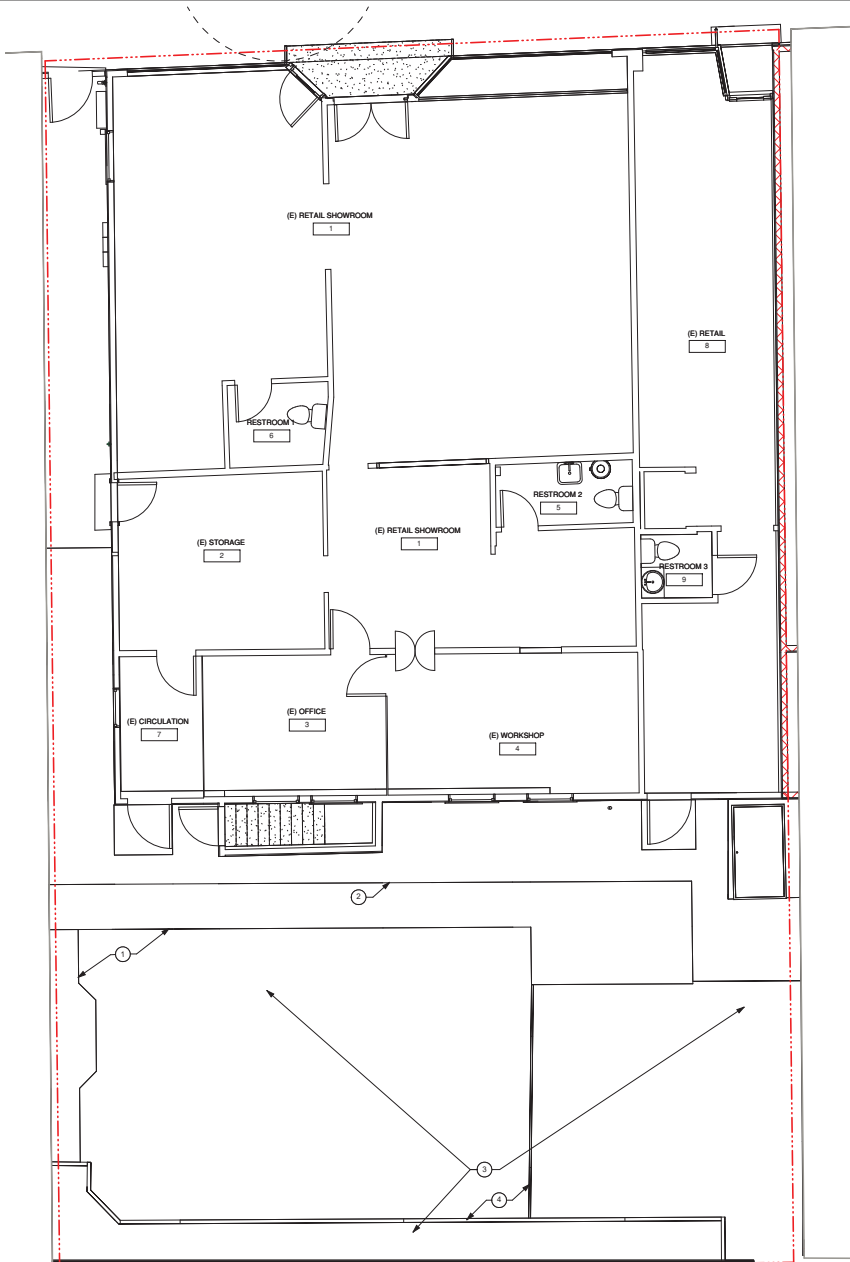 (E) RETAIL SHOWROOM
1
(E) RETAIL
8
RESTROOM 1
6
RESTROOM 2
5
(E) RETAIL SHOWROOM
1
(E) STORAGE
2
RESTROOM 3
9
(E) OFFICE
3
(E) CIRCULATION
7
(E) WORKSHOP
4
2
1
3
4